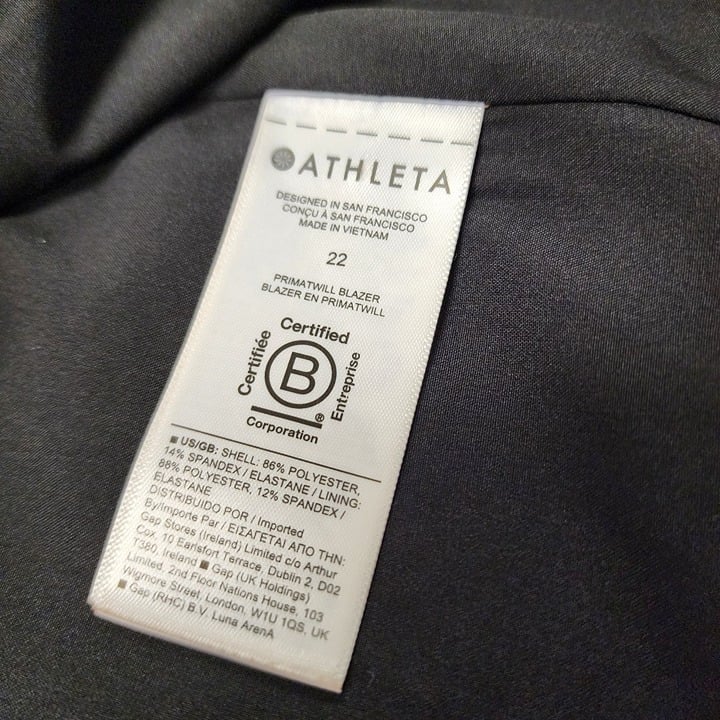 ATHLETA
DESIGNED IN SAN FRANCISCO
CONÇU À SAN FRANCISCO
MADE IN VIETNAM
22
PRIMATWILL BLAZER
BLAZER EN PRIMATWILL
Certified
Certifiée
B
Entreprise
®
Corporation
■ US/GB: SHELL: 86% POLYESTER,
14% SPANDEX / ELASTANE / LINING:
88% POLYESTER, 12% SPANDEX /
ELASTANE
DISTRIBUIDO POR / Imported
By/Importe Par / ΕΙΣΑΓΕΤΑΙ ΑΠΟ ΤΗΝ:
Gap Stores (Ireland) Limited c/o Arthur
Cox, 10 Earlsfort Terrace, Dublin 2, D02
T380, Ireland ■ Gap (UK Holdings)
Limited, 2nd Floor Nations House, 103
Wigmore Street, London, W1U 1QS, UK
■ Gap (RHC) B.V. Luna ArenA